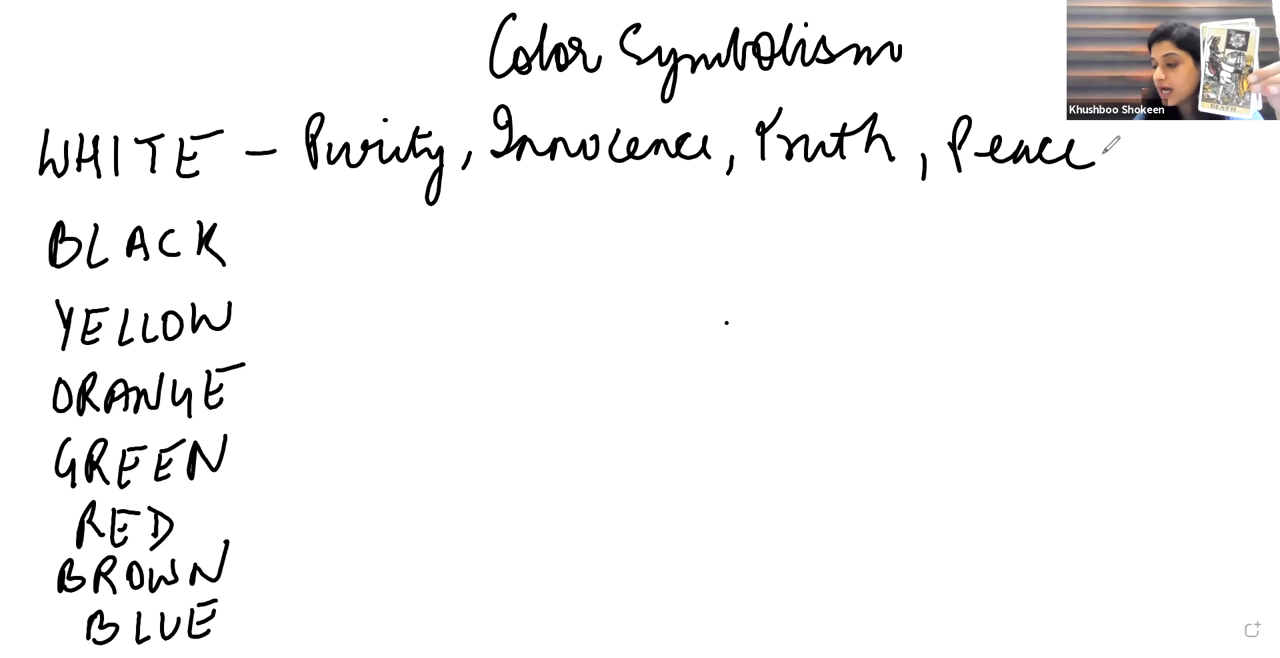 Color Symbolism
Khushboo Shokeen
DEATH
WHITE - Purity, Innocence, Truth, Peace
BLACK
YELLOW
ORANGE
GREEN
RED
BROWN
BLUE